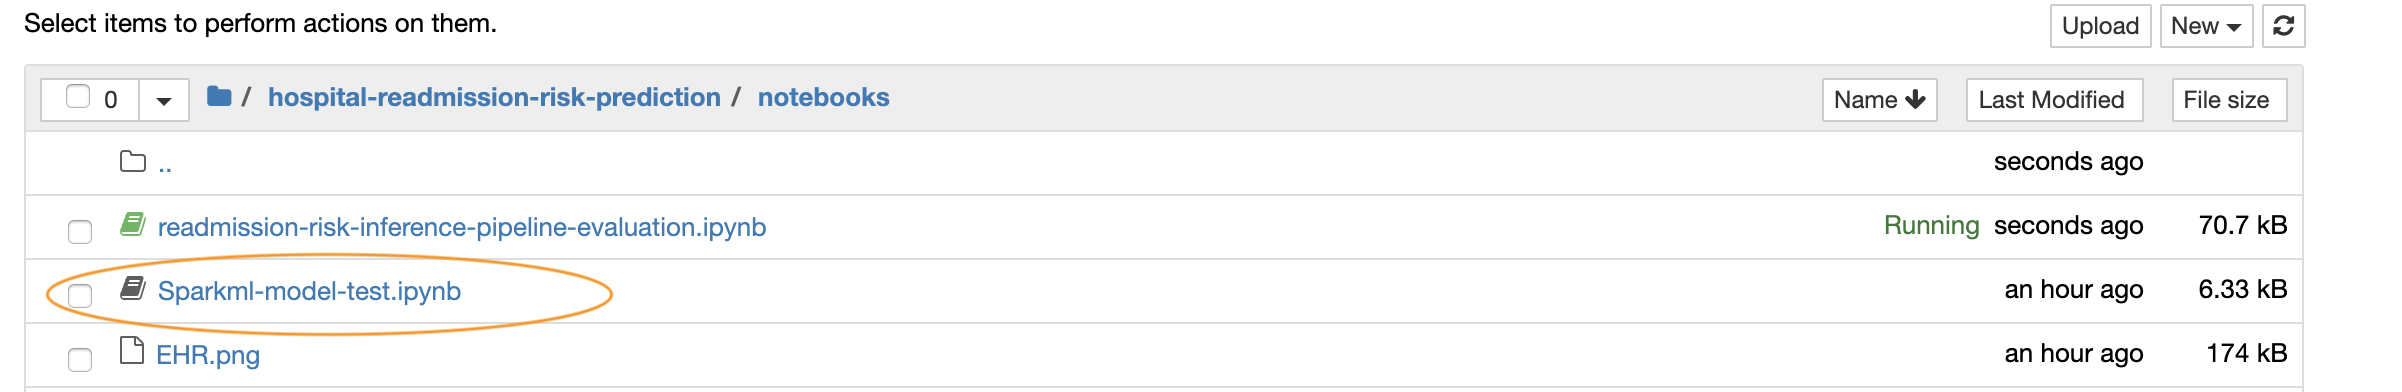 Select items to perform actions on them. Upload New
0 / hospital-readmission-risk-prediction / notebooks Name Last Modified File size
.. seconds ago
readmission-risk-inference-pipeline-evaluation.ipynb Running seconds ago 70.7 kB
Sparkml-model-test.ipynb an hour ago 6.33 kB
EHR.png an hour ago 174 kB